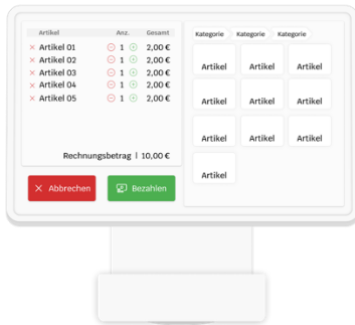 Artikel Anz. Gesamt
× Artikel 01 1 2,00 €
× Artikel 02 1 2,00 €
× Artikel 03 1 2,00 €
× Artikel 04 1 2,00 €
× Artikel 05 1 2,00 €
Rechnungsbetrag | 10,00 €
× Abbrechen
Bezahlen
Kategorie Kategorie Kategorie
Artikel Artikel Artikel
Artikel Artikel Artikel
Artikel Artikel Artikel
Artikel